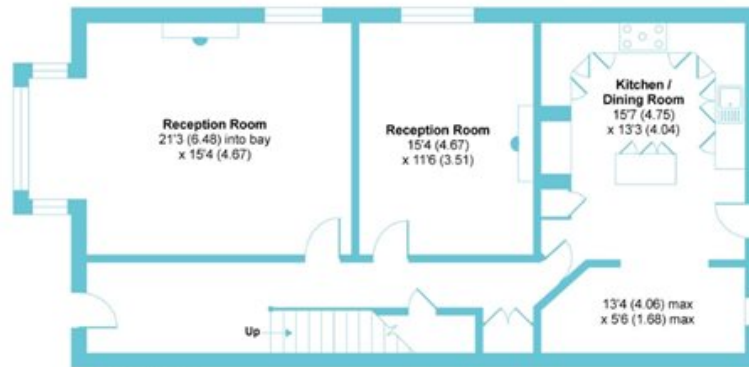 Reception Room
21'3 (6.48) into bay
x 15'4 (4.67)
Reception Room
15'4 (4.67)
x 11'6 (3.51)
Kitchen /
Dining Room
15'7 (4.75)
x 13'3 (4.04)
13'4 (4.06) max
x 5'6 (1.68) max
Up